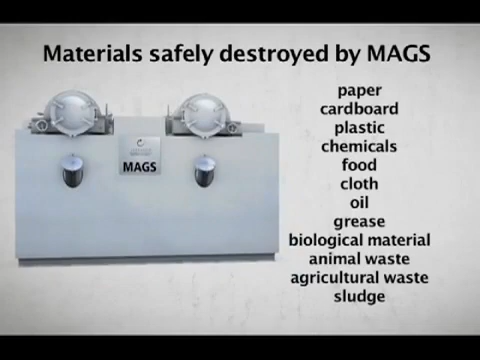 Materials safely destroyed by MAGS
MAGS
paper
cardboard
plastic
chemicals
food
cloth
oil
grease
biological material
animal waste
agricultural waste
sludge